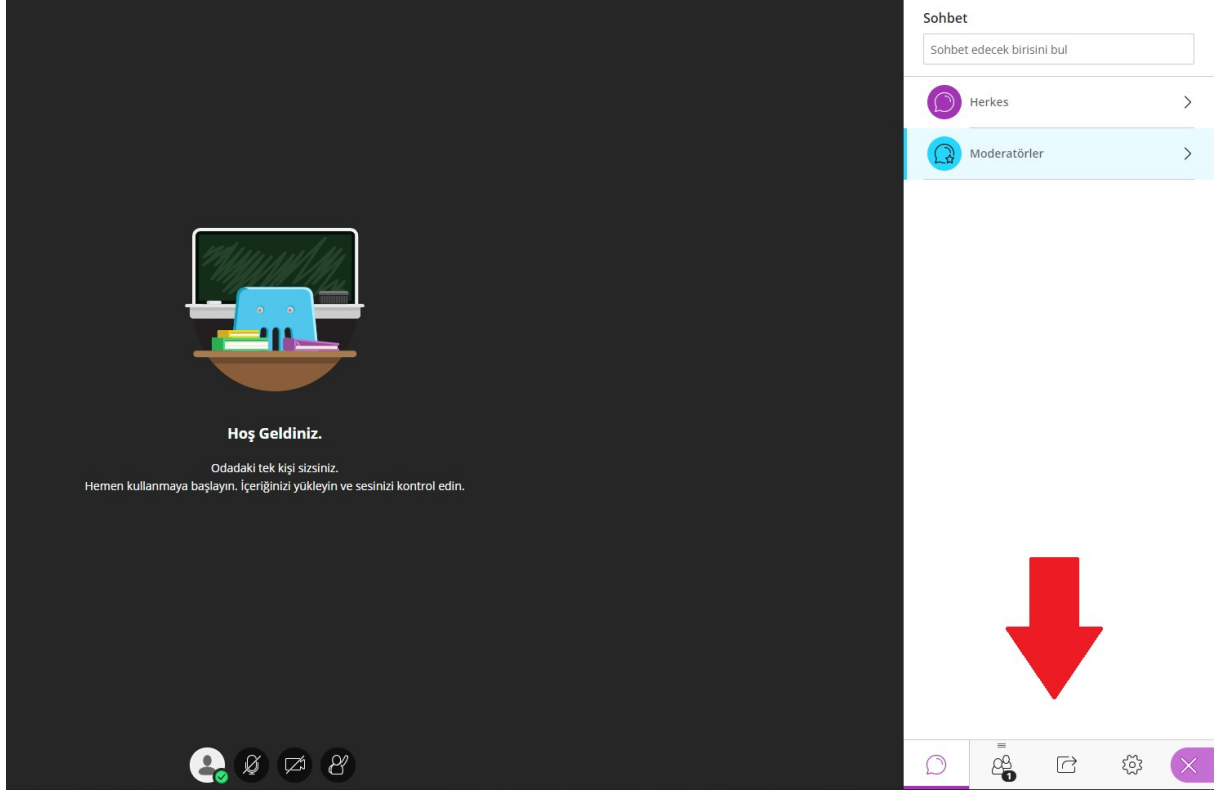 Sohbet
Sohbet edecek birisini bul
Herkes
Moderatörler
Hoş Geldiniz.
Odadaki tek kişi sizsiniz.
Hemen kullanmaya başlayın. İçeriğinizi yükleyin ve sesinizi kontrol edin.
1